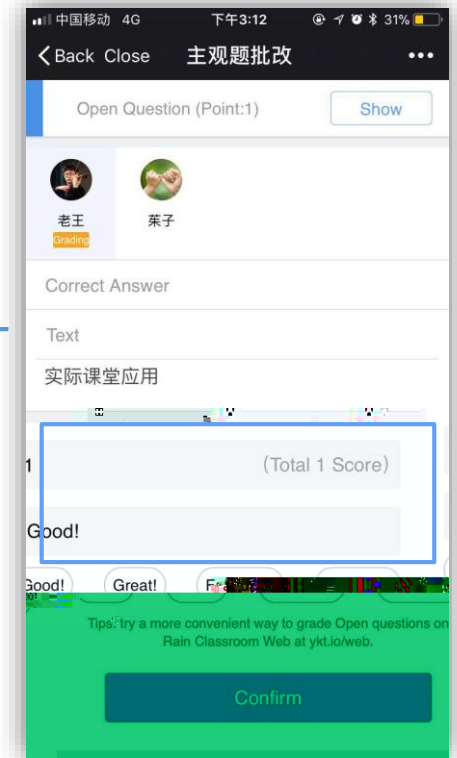 中国移动 4G 下午3:12 31%
Back Close 主观题批改
Open Question (Point:1) Show
老王 茱子
Grading
Correct Answer
Text
实际课堂应用
1 (Total 1 Score)
Good!
Good! Great!
Tips: try a more convenient way to grade Open questions on
Rain Classroom Web at ykt.io/web.
Confirm